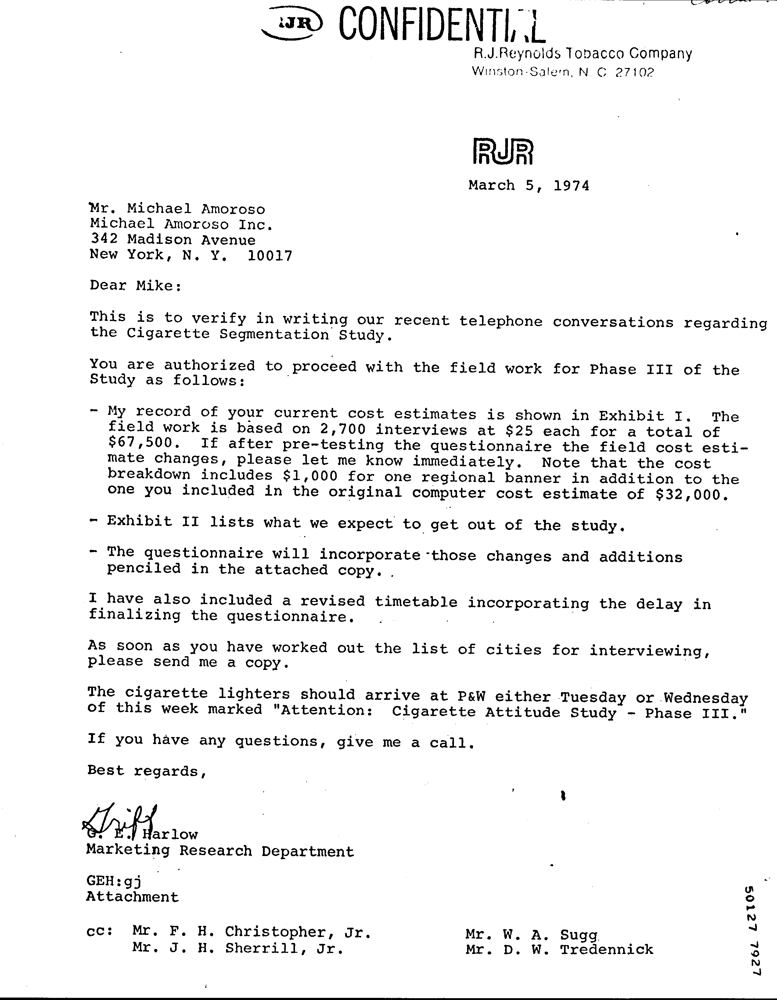 RJR CONFIDENTIAL
R.J.Reynolds Tobacco Company
Winston-Salem, N. C. 27102
RJR
March 5, 1974
Mr. Michael Amoroso
Michael Amoroso Inc.
342 Madison Avenue
New York, N. Y. 10017
Dear Mike:
This is to verify in writing our recent telephone conversations regarding
the Cigarette Segmentation Study.
You are authorized to proceed with the field work for Phase III of the
Study as follows:
- My record of your current cost estimates is shown in Exhibit I. The
field work is based on 2,700 interviews at $25 each for a total of
$67,500. If after pre-testing the questionnaire the field cost esti-
mate changes, please let me know immediately. Note that the cost
breakdown includes $1,000 for one regional banner in addition to the
one you included in the original computer cost estimate of $32,000.
- Exhibit II lists what we expect to get out of the study.
- The questionnaire will incorporate those changes and additions
penciled in the attached copy.
I have also included a revised timetable incorporating the delay in
finalizing the questionnaire.
As soon as you have worked out the list of cities for interviewing,
please send me a copy.
The cigarette lighters should arrive at P&W either Tuesday or Wednesday
of this week marked "Attention: Cigarette Attitude Study - Phase III."
If you have any questions, give me a call.
Best regards,
Griff
G. E. Harlow
Marketing Research Department
GEH:gj
Attachment
cc: Mr. F. H. Christopher, Jr. Mr. W. A. Sugg
Mr. J. H. Sherrill, Jr. Mr. D. W. Tredennick
50127 7927